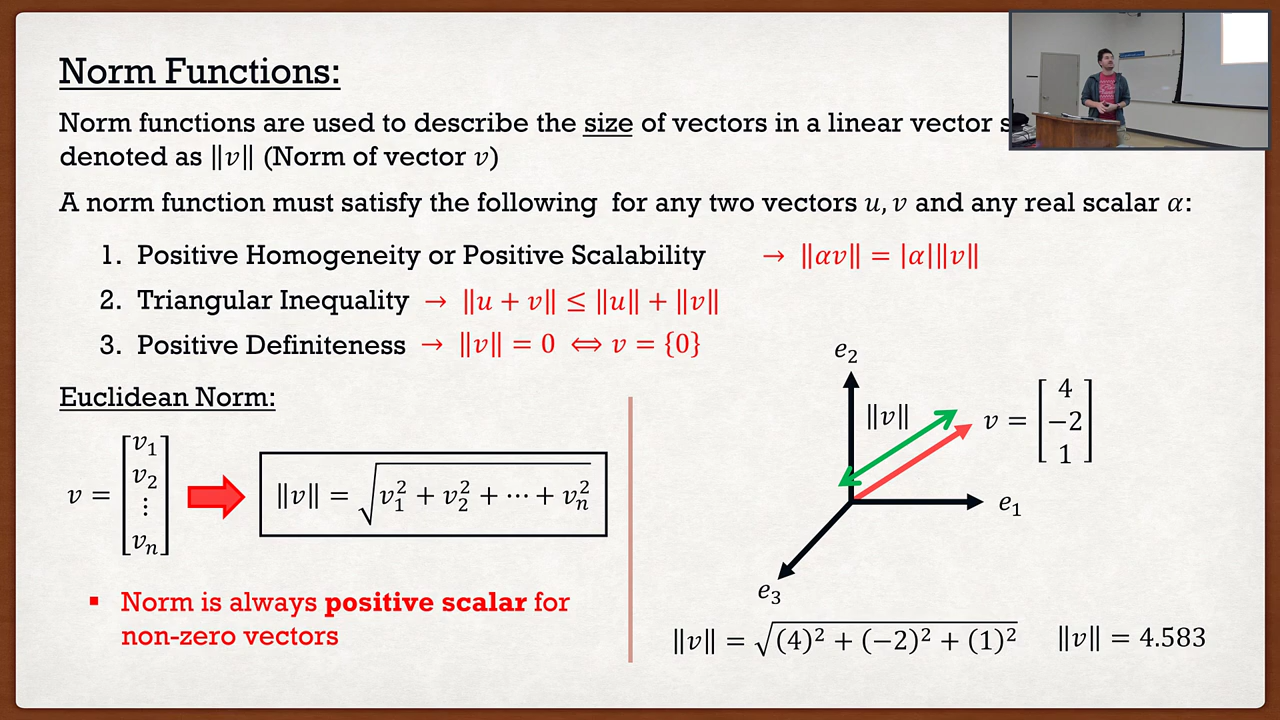 Norm Functions:
Norm functions are used to describe the size of vectors in a linear vector s
denoted as ‖v‖ (Norm of vector v)
A norm function must satisfy the following for any two vectors u, v and any real scalar α:
1. Positive Homogeneity or Positive Scalability → ‖αv‖ = |α|‖v‖
2. Triangular Inequality → ‖u + v‖ ≤ ‖u‖ + ‖v‖
3. Positive Definiteness → ‖v‖ = 0 ⟺ v = {0}
Euclidean Norm:
v = [v₁ v₂ ⋮ vₙ]
‖v‖ = √(v₁² + v₂² + ⋯ + vₙ²)
▪ Norm is always positive scalar for
non-zero vectors
e₂
‖v‖
v = [4 −2 1]
e₁
e₃
‖v‖ = √((4)² + (−2)² + (1)²) ‖v‖ = 4.583